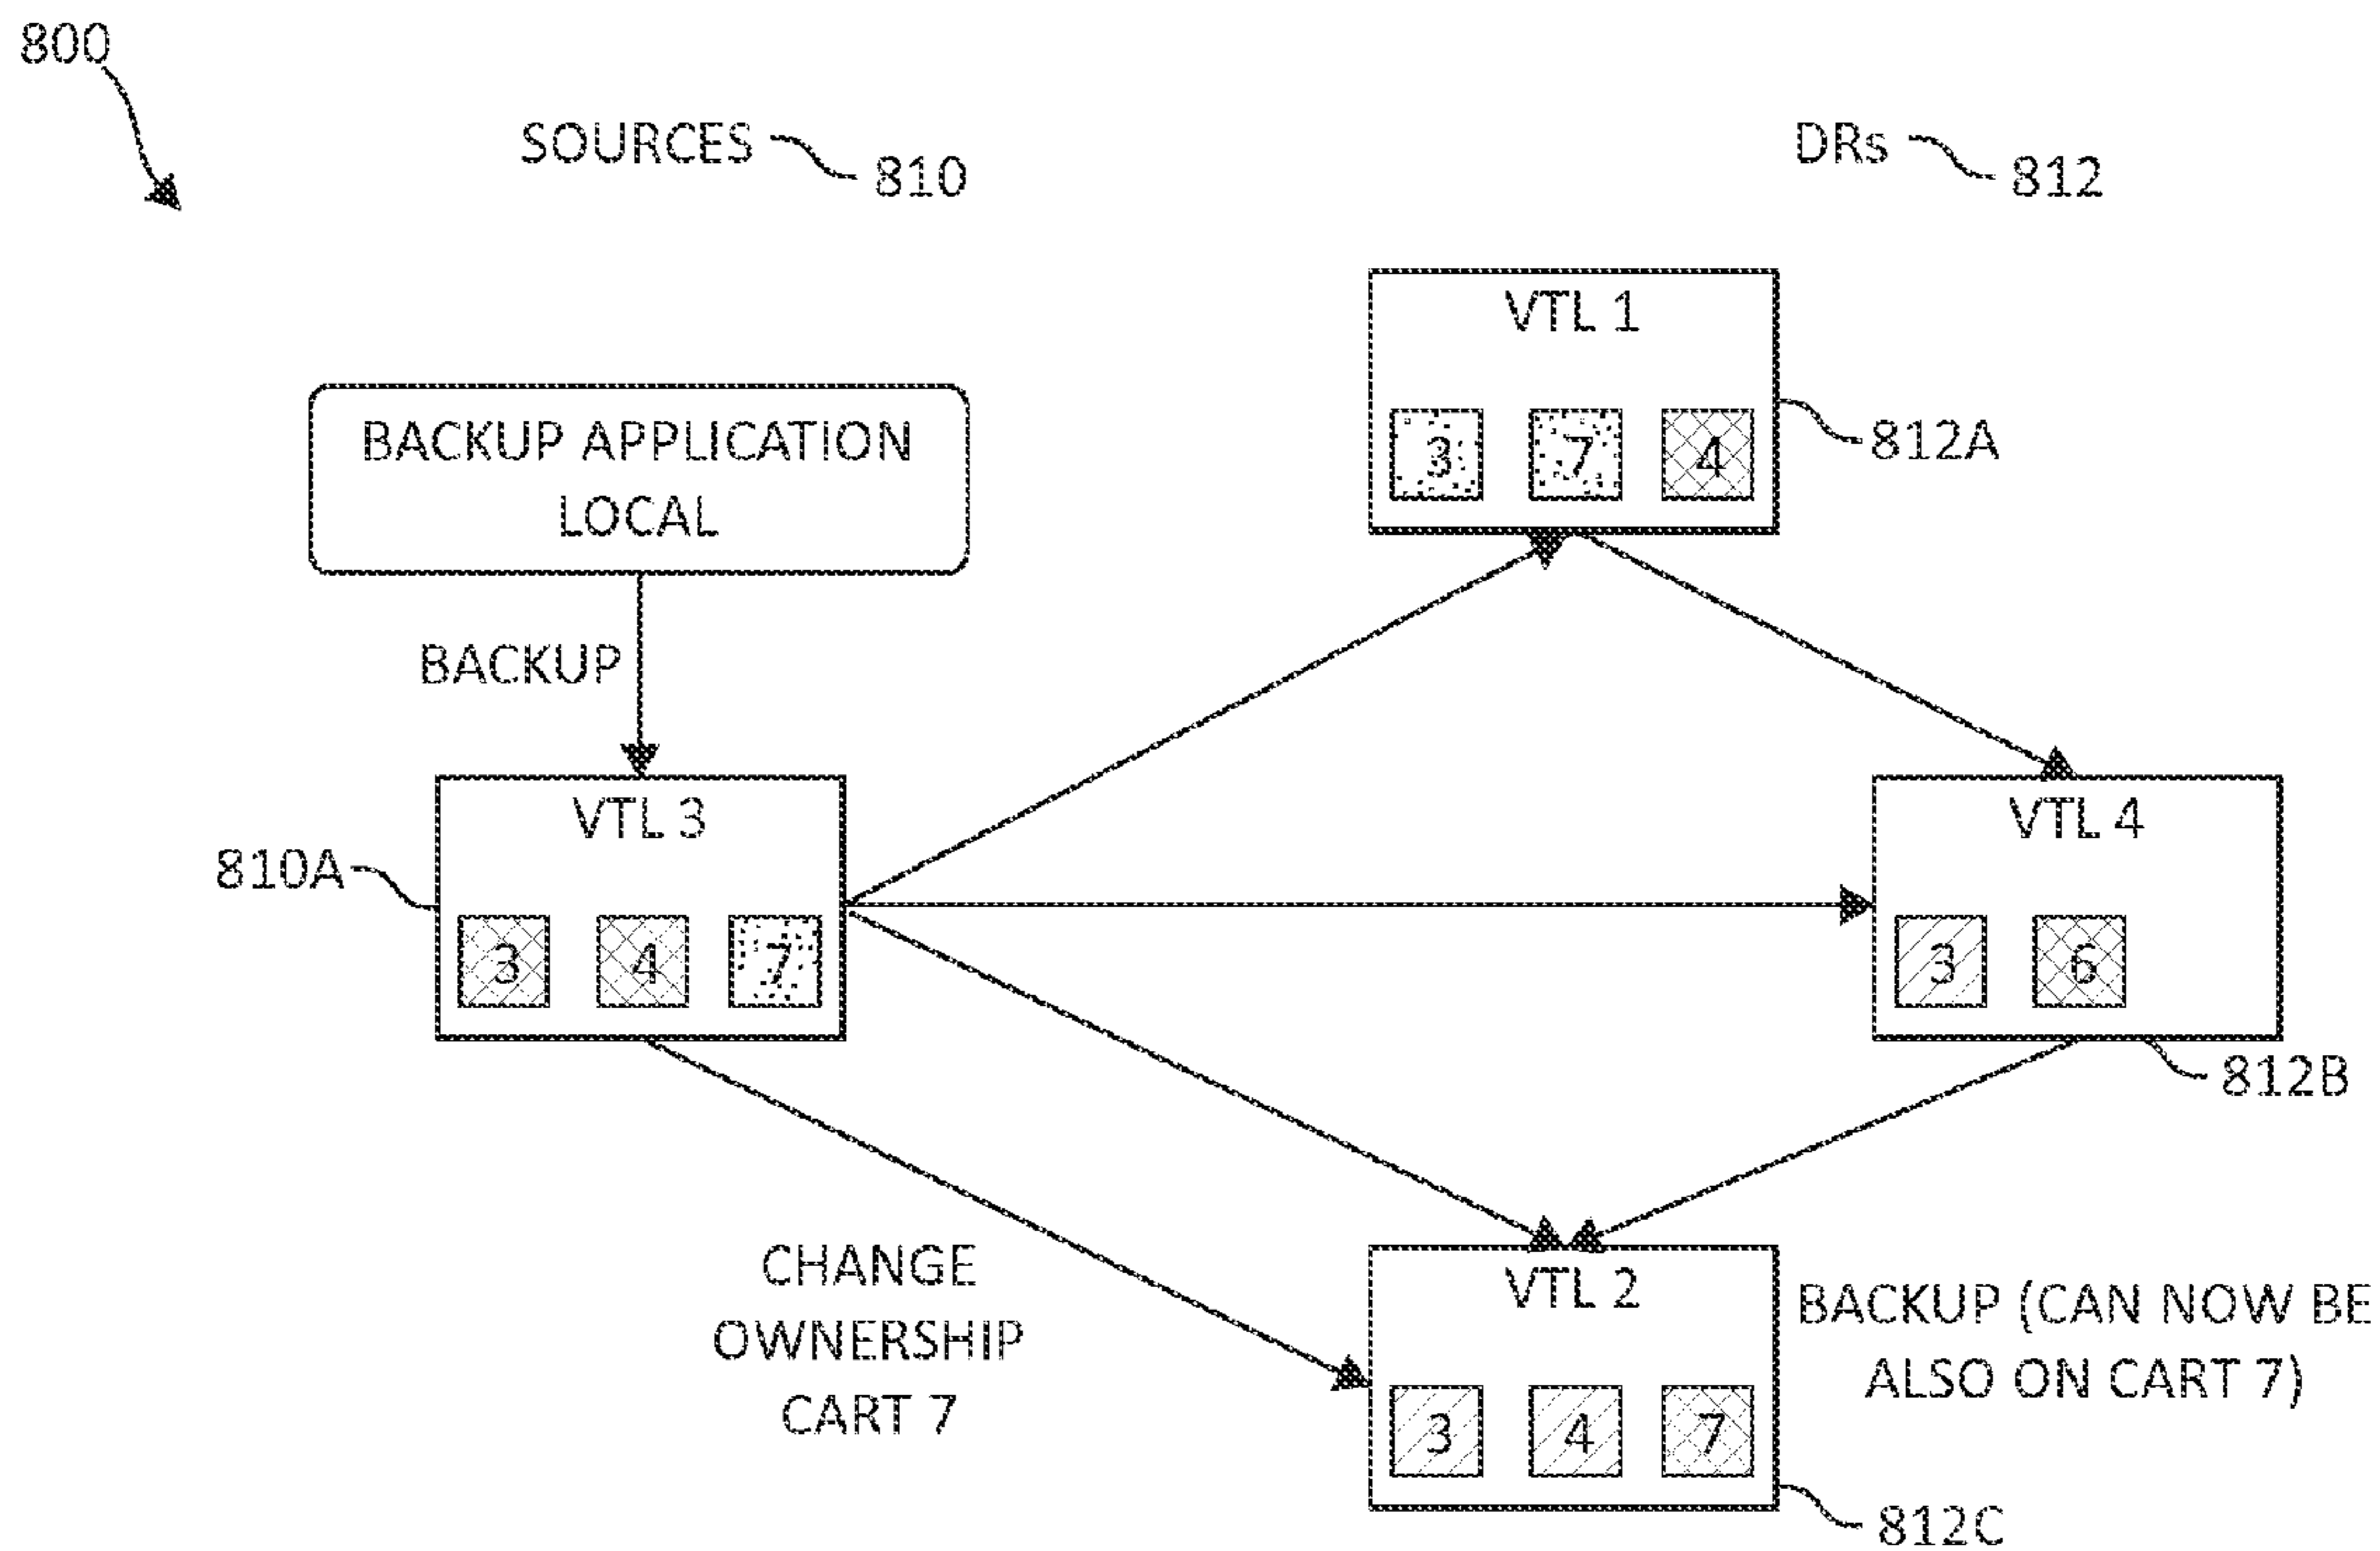 800
SOURCES 810
DRs 812
VTL 1
3 7 4
812A
BACKUP APPLICATION
LOCAL
BACKUP
VTL 3
810A
3 4 7
VTL 4
3 6
812B
CHANGE
OWNERSHIP
CART 7
VTL 2
3 4 7
812C
BACKUP (CAN NOW BE
ALSO ON CART 7)